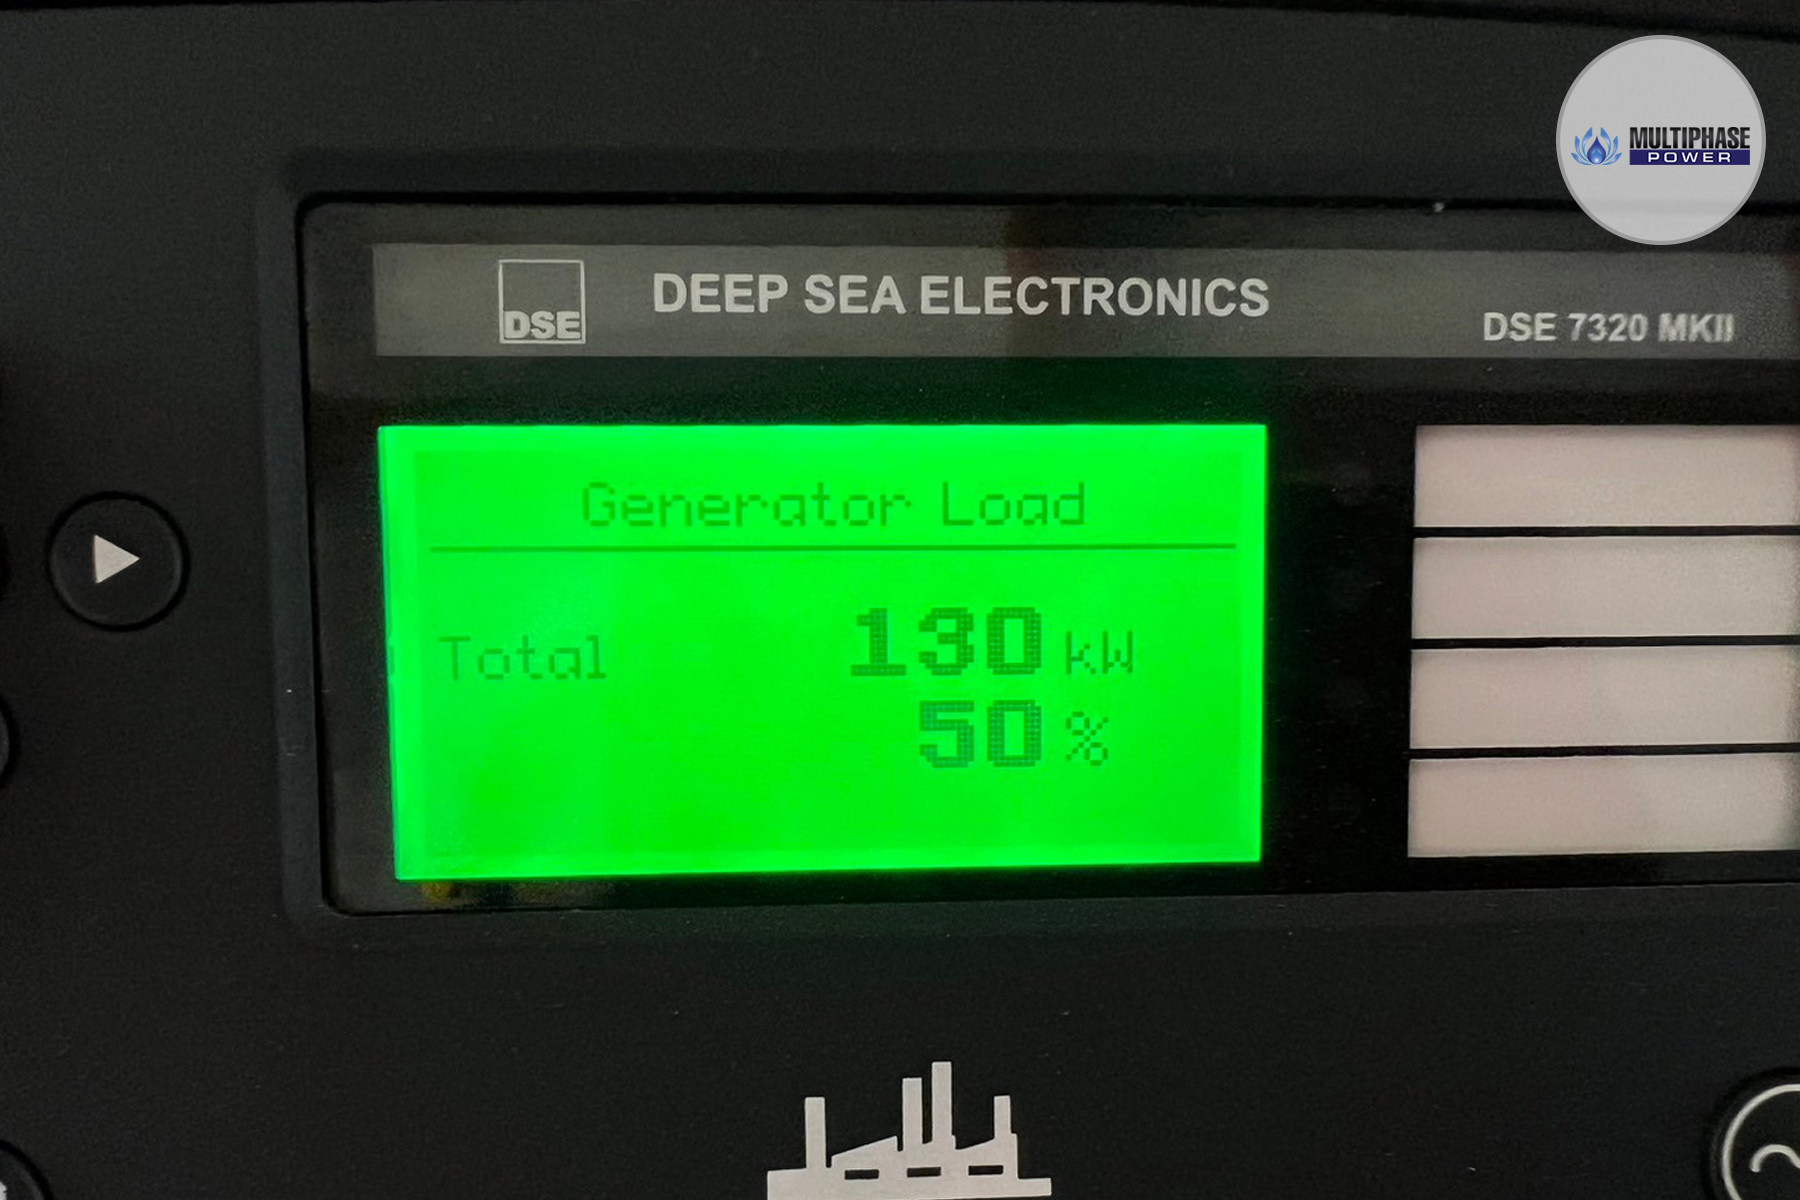 MULTIPHASE
POWER
DSE
DEEP SEA ELECTRONICS
DSE 7320 MKII
Generator Load
Total 130 kW
50 %